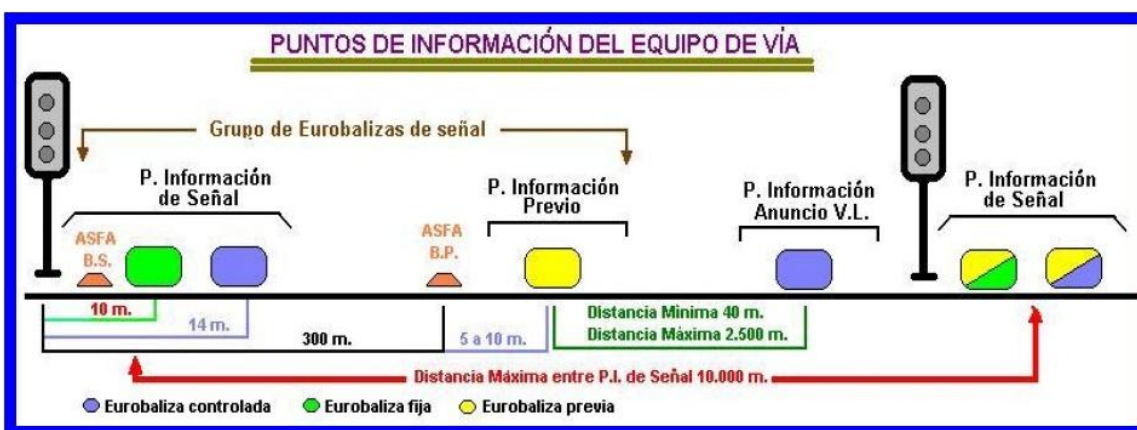 PUNTOS DE INFORMACIÓN DEL EQUIPO DE VÍA
Grupo de Eurobalizas de señal
P. Información
de Señal
P. Información
Previo
P. Información
Anuncio V.L.
P. Información
de Señal
ASFA
B.S.
ASFA
B.P.
10 m.
14 m.
300 m.
5 a 10 m.
Distancia Mínima 40 m.
Distancia Máxima 2.500 m.
Distancia Máxima entre P.I. de Señal 10.000 m.
Eurobaliza controlada
Eurobaliza fija
Eurobaliza previa